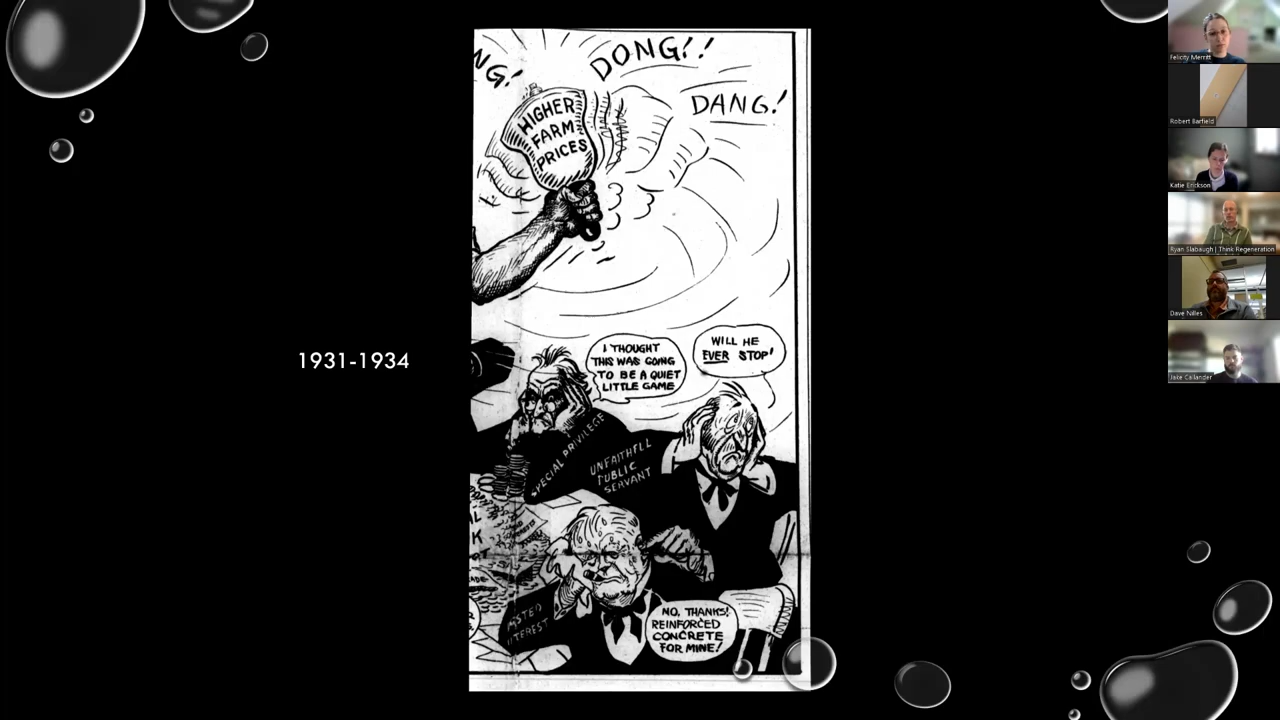 NG!
DONG!!
DANG!
HIGHER
FARM
PRICES
1931-1934
I THOUGHT
THIS WAS GOING
TO BE A QUIET
LITTLE GAME
WILL HE
EVER STOP!
SPECIAL PRIVILEGE
UNFAITHFUL
PUBLIC
SERVANT
NO, THANKS!
REINFORCED
CONCRETE
FOR MINE!
Felicity Merritt
Robert Barfield
Katie Erickson
Ryan Slabaugh | Think Regeneration
Dave Nilles
Jake Callander